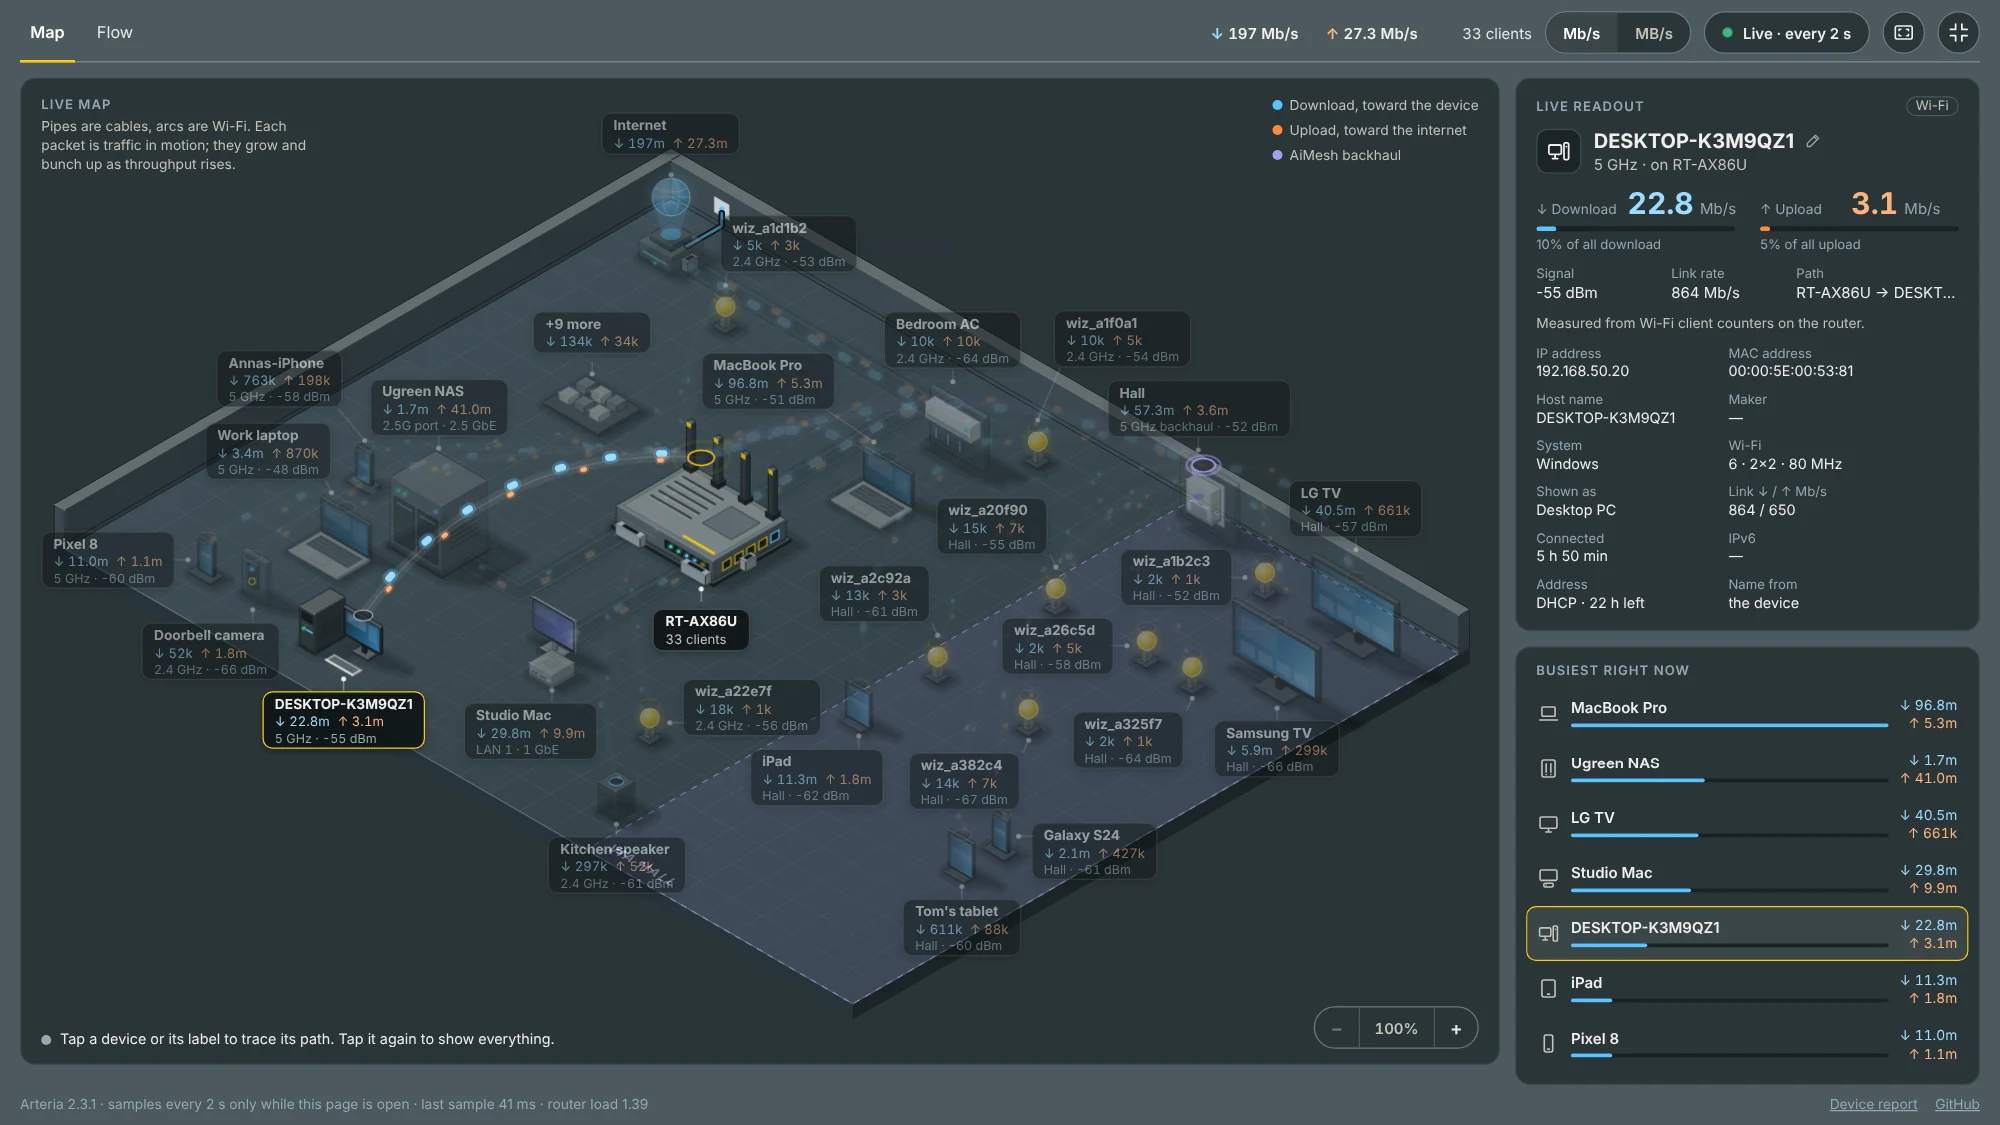 Map Flow
↓ 197 Mb/s ↑ 27.3 Mb/s 33 clients Mb/s MB/s Live · every 2 s
LIVE MAP
Pipes are cables, arcs are Wi-Fi. Each
packet is traffic in motion; they grow and
bunch up as throughput rises.
Download, toward the device
Upload, toward the internet
AiMesh backhaul
Internet
↓ 197m ↑ 27.3m
wiz_a1d1b2
↓ 5k ↑ 3k
2.4 GHz · -53 dBm
+9 more
↓ 134k ↑ 34k
Bedroom AC
↓ 10k ↑ 10k
2.4 GHz · -64 dBm
wiz_a1f0a1
↓ 10k ↑ 5k
2.4 GHz · -54 dBm
Annas-iPhone
↓ 763k ↑ 198k
5 GHz · -58 dBm
Ugreen NAS
↓ 1.7m ↑ 41.0m
2.5G port · 2.5 GbE
MacBook Pro
↓ 96.8m ↑ 5.3m
5 GHz · -51 dBm
Hall
↓ 57.3m ↑ 3.6m
5 GHz backhaul · -52 dBm
Work laptop
↓ 3.4m ↑ 870k
5 GHz · -48 dBm
LG TV
↓ 40.5m ↑ 661k
Hall · -57 dBm
wiz_a20f90
↓ 15k ↑ 7k
Hall · -55 dBm
Pixel 8
↓ 11.0m ↑ 1.1m
5 GHz · -60 dBm
wiz_a1b2c3
↓ 2k ↑ 1k
Hall · -52 dBm
wiz_a2c92a
↓ 13k ↑ 3k
Hall · -61 dBm
RT-AX86U
33 clients
Doorbell camera
↓ 52k ↑ 1.8m
2.4 GHz · -66 dBm
wiz_a26c5d
↓ 2k ↑ 5k
Hall · -58 dBm
DESKTOP-K3M9QZ1
↓ 22.8m ↑ 3.1m
5 GHz · -55 dBm
Studio Mac
↓ 29.8m ↑ 9.9m
LAN 1 · 1 GbE
wiz_a22e7f
↓ 18k ↑ 1k
2.4 GHz · -56 dBm
wiz_a325f7
↓ 2k ↑ 1k
Hall · -64 dBm
Samsung TV
↓ 5.9m ↑ 299k
Hall · -66 dBm
iPad
↓ 11.3m ↑ 1.8m
Hall · -62 dBm
wiz_a382c4
↓ 14k ↑ 7k
Hall · -67 dBm
Kitchen speaker
↓ 297k ↑ 52k
2.4 GHz · -61 dBm
Galaxy S24
↓ 2.1m ↑ 427k
Hall · -61 dBm
Tom's tablet
↓ 611k ↑ 88k
Hall · -60 dBm
Tap a device or its label to trace its path. Tap it again to show everything.
− 100% +
LIVE READOUT Wi-Fi
DESKTOP-K3M9QZ1
5 GHz · on RT-AX86U
↓ Download 22.8 Mb/s ↑ Upload 3.1 Mb/s
10% of all download 5% of all upload
Signal Link rate Path
-55 dBm 864 Mb/s RT-AX86U → DESKT...
Measured from Wi-Fi client counters on the router.
IP address MAC address
192.168.50.20 00:00:5E:00:53:81
Host name Maker
DESKTOP-K3M9QZ1 —
System Wi-Fi
Windows 6 · 2×2 · 80 MHz
Shown as Link ↓ / ↑ Mb/s
Desktop PC 864 / 650
Connected IPv6
5 h 50 min —
Address Name from
DHCP · 22 h left the device
BUSIEST RIGHT NOW
MacBook Pro ↓ 96.8m
↑ 5.3m
Ugreen NAS ↓ 1.7m
↑ 41.0m
LG TV ↓ 40.5m
↑ 661k
Studio Mac ↓ 29.8m
↑ 9.9m
DESKTOP-K3M9QZ1 ↓ 22.8m
↑ 3.1m
iPad ↓ 11.3m
↑ 1.8m
Pixel 8 ↓ 11.0m
↑ 1.1m
Arteria 2.3.1 · samples every 2 s only while this page is open · last sample 41 ms · router load 1.39
Device report GitHub